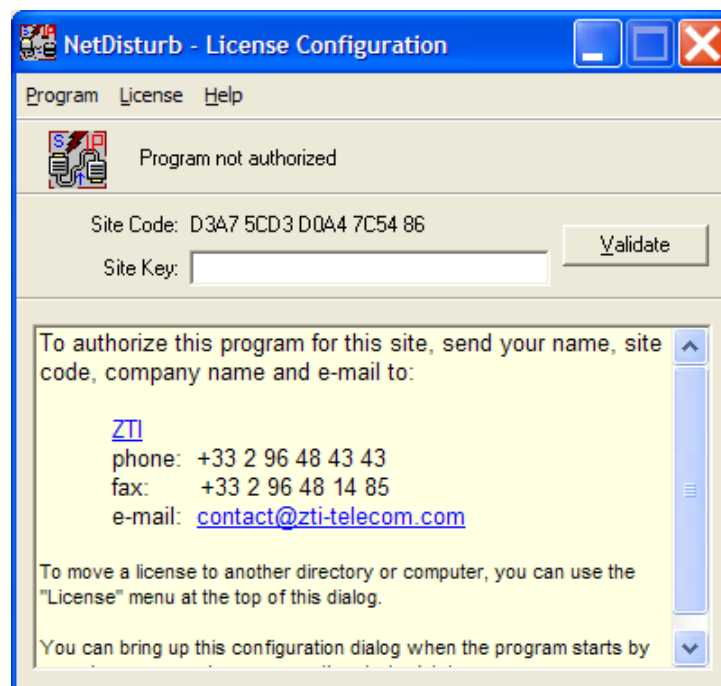 NetDisturb - License Configuration
Program License Help
Program not authorized
Site Code: D3A7 5CD3 D0A4 7C54 86
Validate
Site Key:
To authorize this program for this site, send your name, site
code, company name and e-mail to:
ZTI
phone: +33 2 96 48 43 43
fax: +33 2 96 48 14 85
e-mail: contact@zti-telecom.com
To move a license to another directory or computer, you can use the
"License" menu at the top of this dialog.
You can bring up this configuration dialog when the program starts by